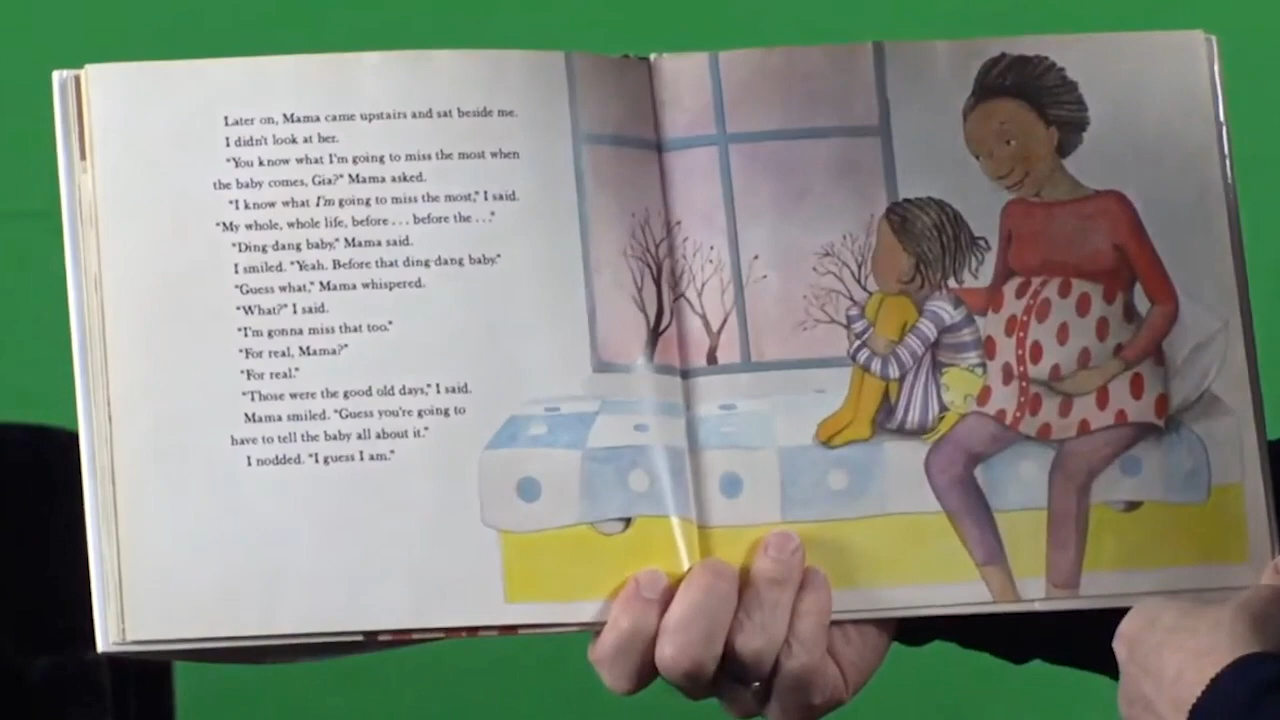 Later on, Mama came upstairs and sat beside me.
I didn't look at her.
"You know what I'm going to miss the most when
the baby comes, Gia?" Mama asked.
"I know what I'm going to miss the most," I said.
"My whole, whole life, before . . . before the . . ."
"Ding-dang baby," Mama said.
I smiled. "Yeah. Before that ding-dang baby."
"Guess what," Mama whispered.
"What?" I said.
"I'm gonna miss that too."
"For real, Mama?"
"For real."
"Those were the good old days," I said.
Mama smiled. "Guess you're going to
have to tell the baby all about it."
I nodded. "I guess I am."